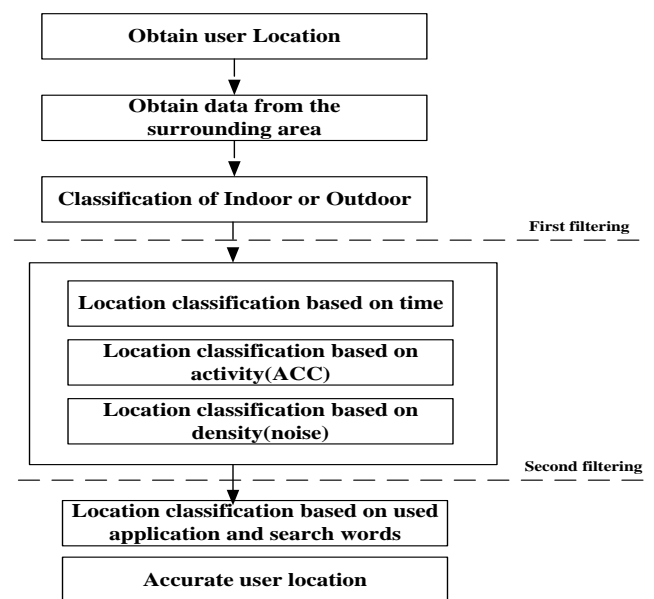 Obtain user Location
Obtain data from the
surrounding area
Classification of Indoor or Outdoor
First filtering
Location classification based on time
Location classification based on
activity(ACC)
Location classification based on
density(noise)
Second filtering
Location classification based on used
application and search words
Accurate user location